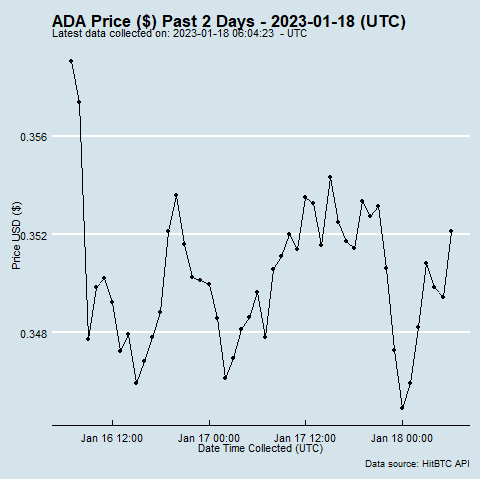 ADA Price ($) Past 2 Days - 2023-01-18 (UTC)
Latest data collected on: 2023-01-18 06:04:23 - UTC
0.356
0.352
0.348
Price USD ($)
Jan 16 12:00 Jan 17 00:00 Jan 17 12:00 Jan 18 00:00
Date Time Collected (UTC)
Data source: HitBTC API